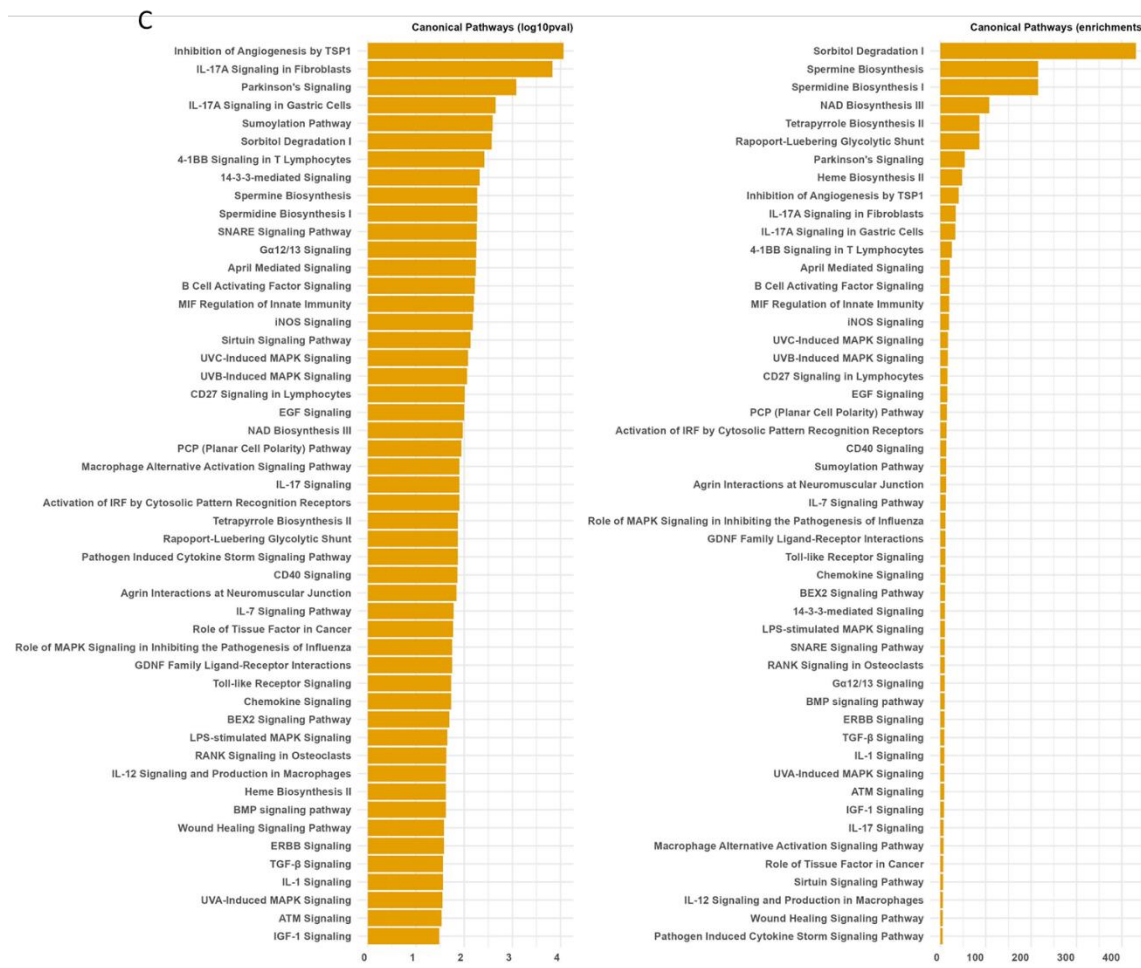 C
Canonical Pathways (log10pval)
Inhibition of Angiogenesis by TSP1
IL-17A Signaling in Fibroblasts
Parkinson's Signaling
IL-17A Signaling in Gastric Cells
Sumoylation Pathway
Sorbitol Degradation I
4-1BB Signaling in T Lymphocytes
14-3-3-mediated Signaling
Spermine Biosynthesis
Spermidine Biosynthesis I
SNARE Signaling Pathway
Gα12/13 Signaling
April Mediated Signaling
B Cell Activating Factor Signaling
MIF Regulation of Innate Immunity
iNOS Signaling
Sirtuin Signaling Pathway
UVC-Induced MAPK Signaling
UVB-Induced MAPK Signaling
CD27 Signaling in Lymphocytes
EGF Signaling
NAD Biosynthesis III
PCP (Planar Cell Polarity) Pathway
Macrophage Alternative Activation Signaling Pathway
IL-17 Signaling
Activation of IRF by Cytosolic Pattern Recognition Receptors
Tetrapyrrole Biosynthesis II
Rapoport-Luebering Glycolytic Shunt
Pathogen Induced Cytokine Storm Signaling Pathway
CD40 Signaling
Agrin Interactions at Neuromuscular Junction
IL-7 Signaling Pathway
Role of Tissue Factor in Cancer
Role of MAPK Signaling in Inhibiting the Pathogenesis of Influenza
GDNF Family Ligand-Receptor Interactions
Toll-like Receptor Signaling
Chemokine Signaling
BEX2 Signaling Pathway
LPS-stimulated MAPK Signaling
RANK Signaling in Osteoclasts
IL-12 Signaling and Production in Macrophages
Heme Biosynthesis II
BMP signaling pathway
Wound Healing Signaling Pathway
ERBB Signaling
TGF-β Signaling
IL-1 Signaling
UVA-Induced MAPK Signaling
ATM Signaling
IGF-1 Signaling
0 1 2 3 4
Canonical Pathways (enrichments
Sorbitol Degradation I
Spermine Biosynthesis
Spermidine Biosynthesis I
NAD Biosynthesis III
Tetrapyrrole Biosynthesis II
Rapoport-Luebering Glycolytic Shunt
Parkinson's Signaling
Heme Biosynthesis II
Inhibition of Angiogenesis by TSP1
IL-17A Signaling in Fibroblasts
IL-17A Signaling in Gastric Cells
4-1BB Signaling in T Lymphocytes
April Mediated Signaling
B Cell Activating Factor Signaling
MIF Regulation of Innate Immunity
iNOS Signaling
UVC-Induced MAPK Signaling
UVB-Induced MAPK Signaling
CD27 Signaling in Lymphocytes
EGF Signaling
PCP (Planar Cell Polarity) Pathway
Activation of IRF by Cytosolic Pattern Recognition Receptors
CD40 Signaling
Sumoylation Pathway
Agrin Interactions at Neuromuscular Junction
IL-7 Signaling Pathway
Role of MAPK Signaling in Inhibiting the Pathogenesis of Influenza
GDNF Family Ligand-Receptor Interactions
Toll-like Receptor Signaling
Chemokine Signaling
BEX2 Signaling Pathway
14-3-3-mediated Signaling
LPS-stimulated MAPK Signaling
SNARE Signaling Pathway
RANK Signaling in Osteoclasts
Gα12/13 Signaling
BMP signaling pathway
ERBB Signaling
TGF-β Signaling
IL-1 Signaling
UVA-Induced MAPK Signaling
ATM Signaling
IGF-1 Signaling
IL-17 Signaling
Macrophage Alternative Activation Signaling Pathway
Role of Tissue Factor in Cancer
Sirtuin Signaling Pathway
IL-12 Signaling and Production in Macrophages
Wound Healing Signaling Pathway
Pathogen Induced Cytokine Storm Signaling Pathway
0 100 200 300 400